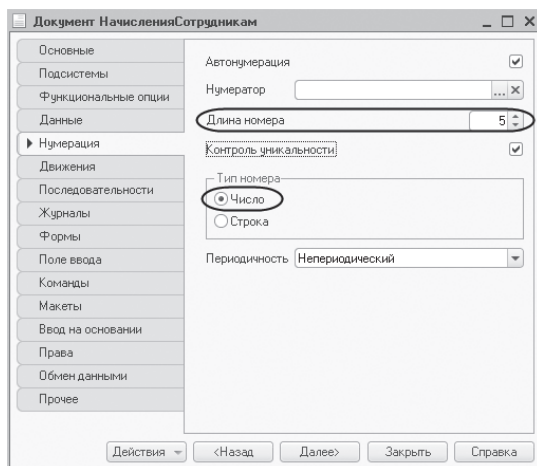 Документ НачисленияСотрудникам
Основные
Подсистемы
Функциональные опции
Данные
Нумерация
Движения
Последовательности
Журналы
Формы
Поле ввода
Команды
Макеты
Ввод на основании
Права
Обмен данными
Прочее
Автонумерация
Нумератор ...
Длина номера 5
Контроль уникальности
Тип номера
Число
Строка
Периодичность Непериодический
Действия <Назад Далее> Закрыть Справка